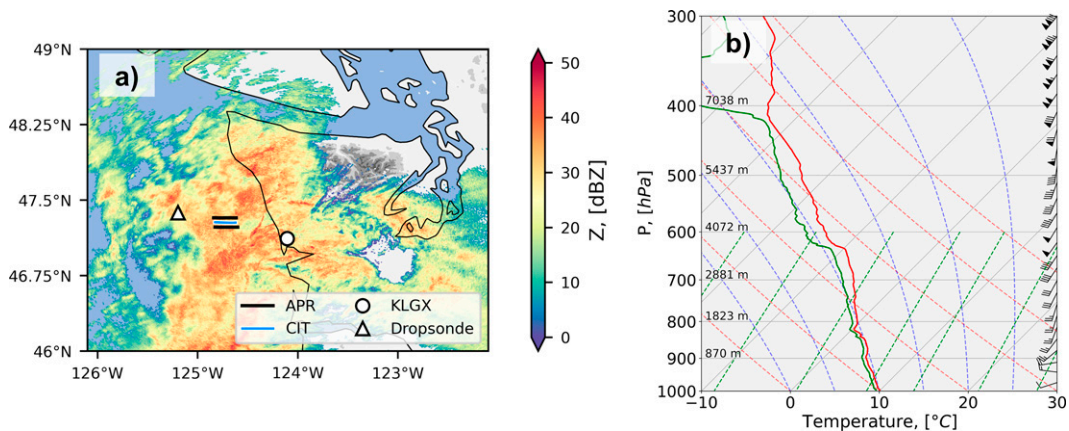 a)
49°N
48.25°N
47.5°N
46.75°N
46°N
126°W
125°W
124°W
123°W
APR
CIT
KLGX
Dropsonde
50
40
30
20
10
0
Z, [dBZ]
b)
300
400
500
600
700
800
900
1000
P, [hPa]
7038 m
5437 m
4072 m
2881 m
1823 m
870 m
-10
0
10
20
30
Temperature, [°C]